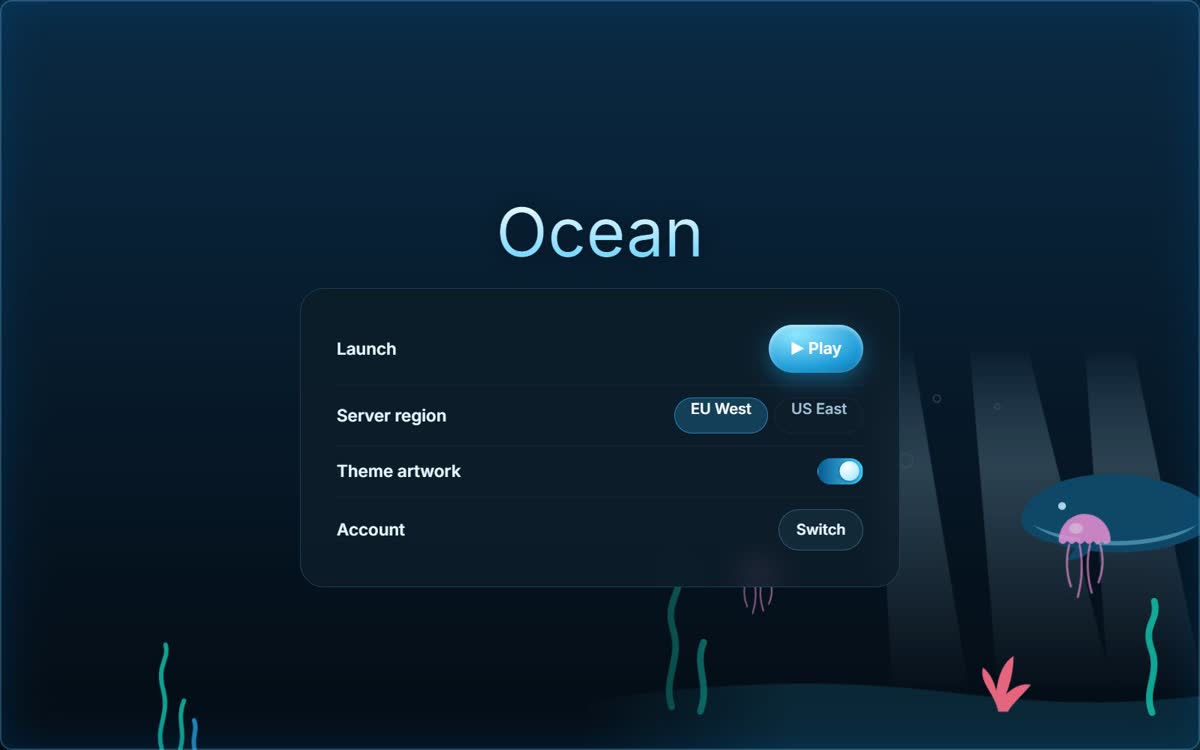 Ocean
Launch
▶ Play
Server region
EU West
US East
Theme artwork
Account
Switch